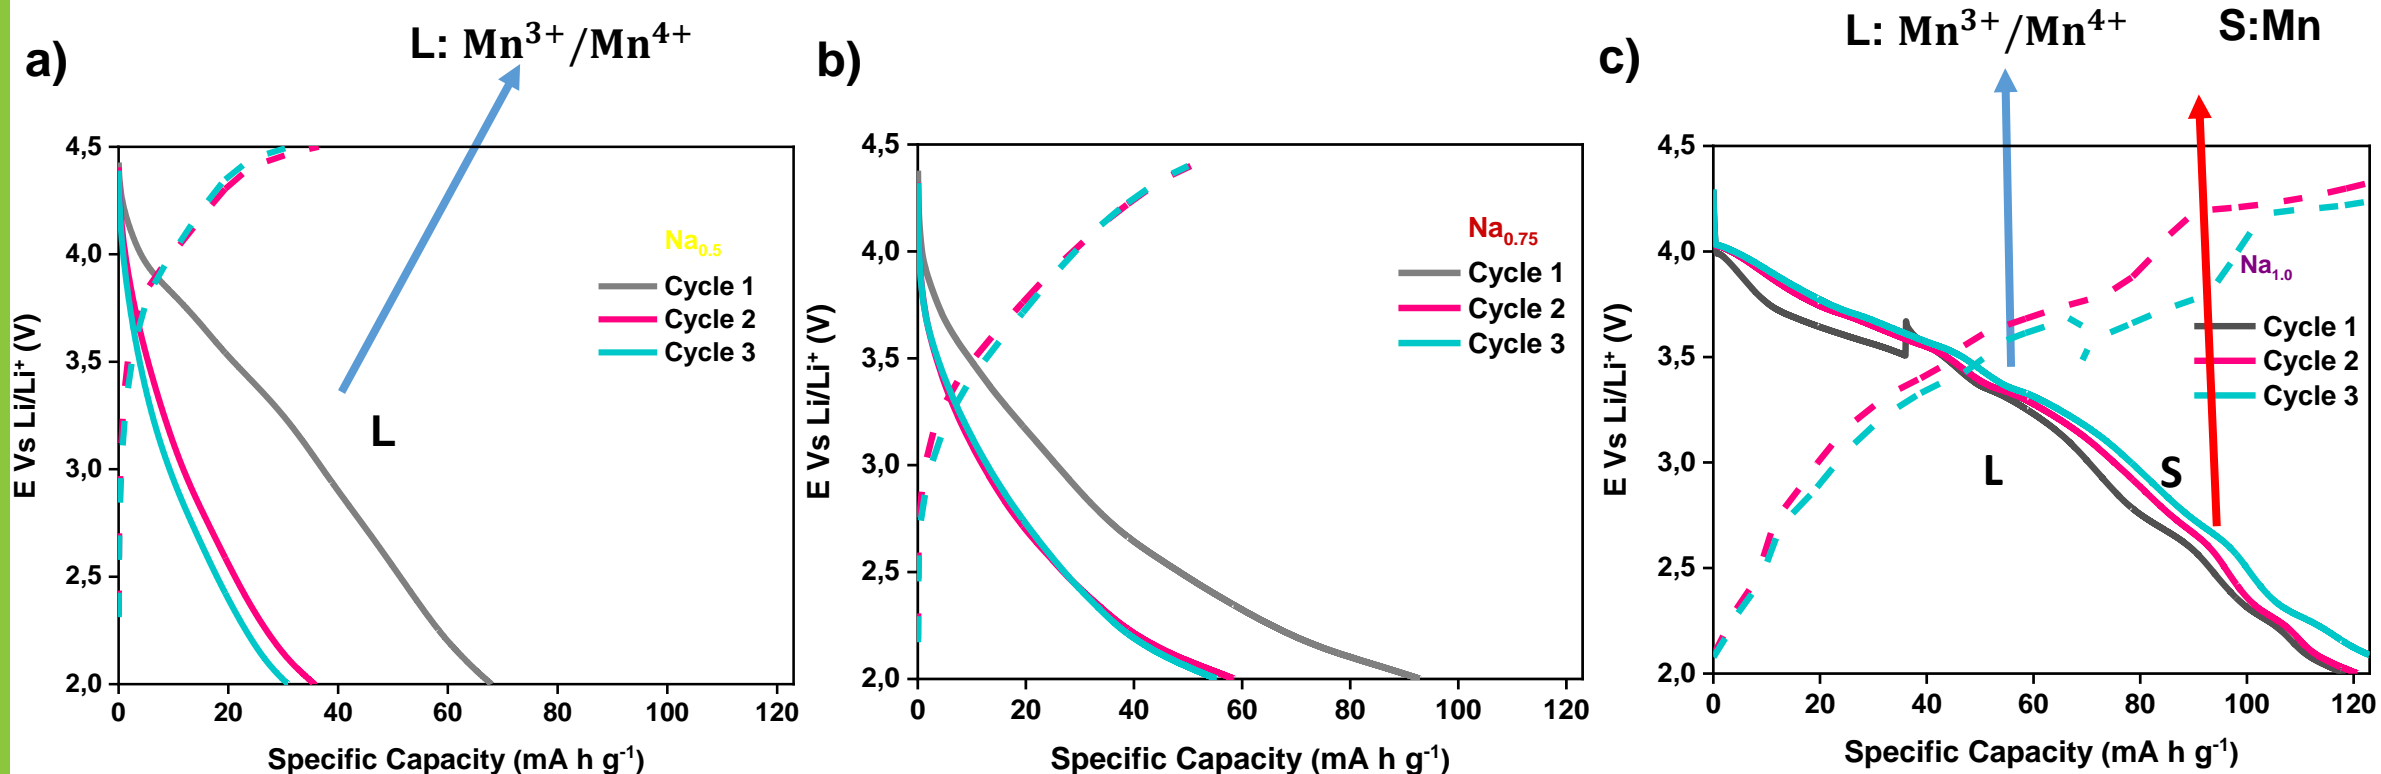 a)
L: Mn³⁺/Mn⁴⁺
4,5
4,0
3,5
3,0
2,5
2,0
E Vs Li/Li⁺ (V)
Na₀.₅
Cycle 1
Cycle 2
Cycle 3
L
0 20 40 60 80 100 120
Specific Capacity (mA h g⁻¹)
b)
4,5
4,0
3,5
3,0
2,5
2,0
E Vs Li/Li⁺ (V)
Na₀.₇₅
Cycle 1
Cycle 2
Cycle 3
0 20 40 60 80 100 120
Specific Capacity (mA h g⁻¹)
c)
L: Mn³⁺/Mn⁴⁺ S:Mn
4,5
4,0
3,5
3,0
2,5
2,0
E Vs Li/Li⁺ (V)
Na₁.₀
Cycle 1
Cycle 2
Cycle 3
L S
0 20 40 60 80 100 120
Specific Capacity (mA h g⁻¹)